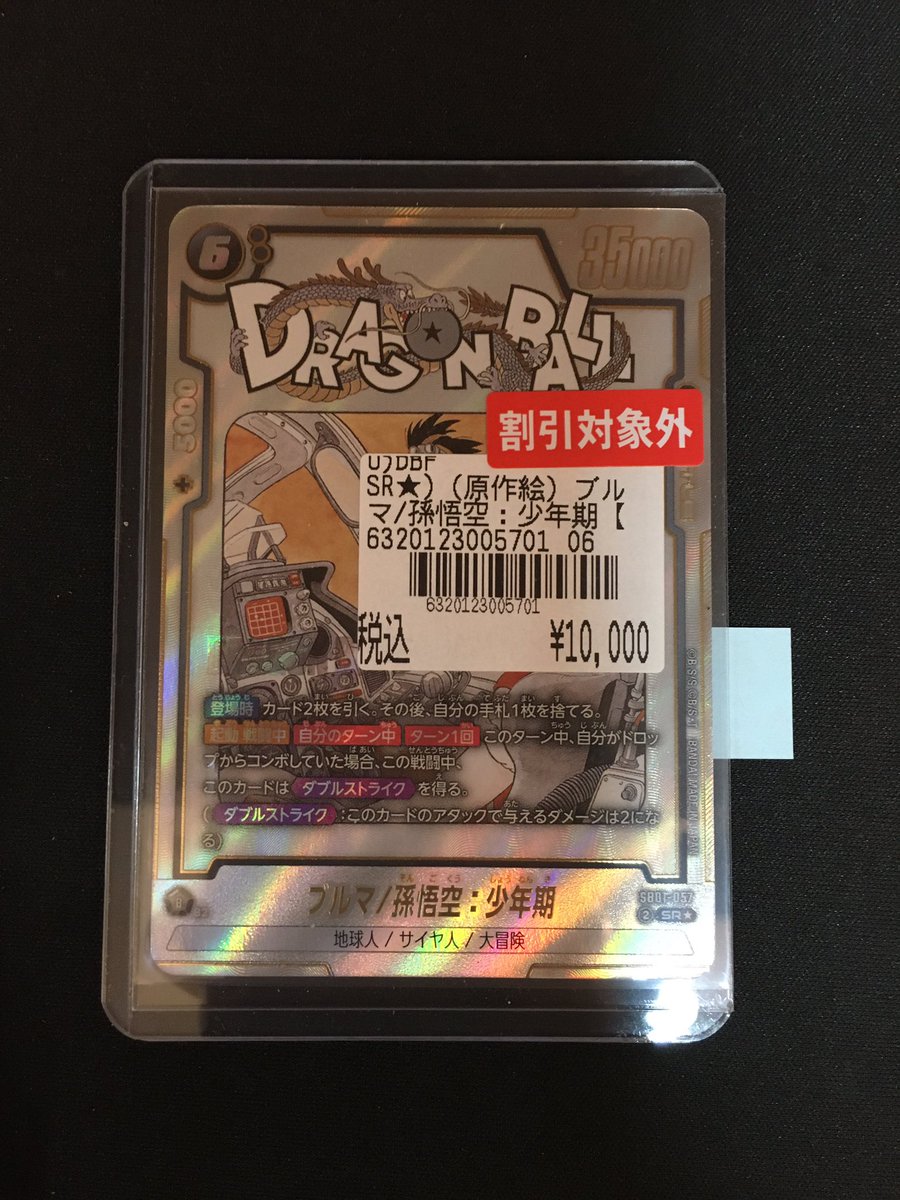 6
35000
DRAGON BALL
+ 5000
割引対象外
SR★) (原作絵) ブル
マ/孫悟空:少年期【
6320123005701 06
6320123005701
税込 ¥10,000
登場時 カード2枚を引く。その後、自分の手札1枚を捨てる。
起動 戦闘中 自分のターン中 ターン1回 このターン中、自分がドロッ
プからコンボしていた場合、この戦闘中、
このカードは ダブルストライク を得る。
( ダブルストライク :このカードのアタックで与えるダメージは2にな
る)
ブルマ/孫悟空:少年期
SB01-057
2 SR★
地球人 / サイヤ人 / 大冒険